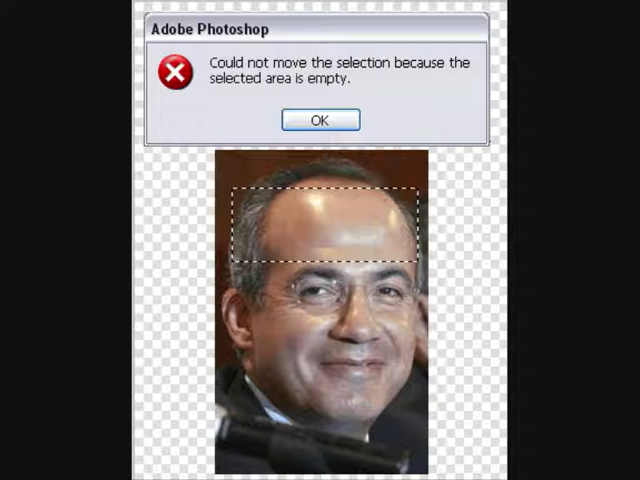 Adobe Photoshop
Could not move the selection because the
selected area is empty.
OK